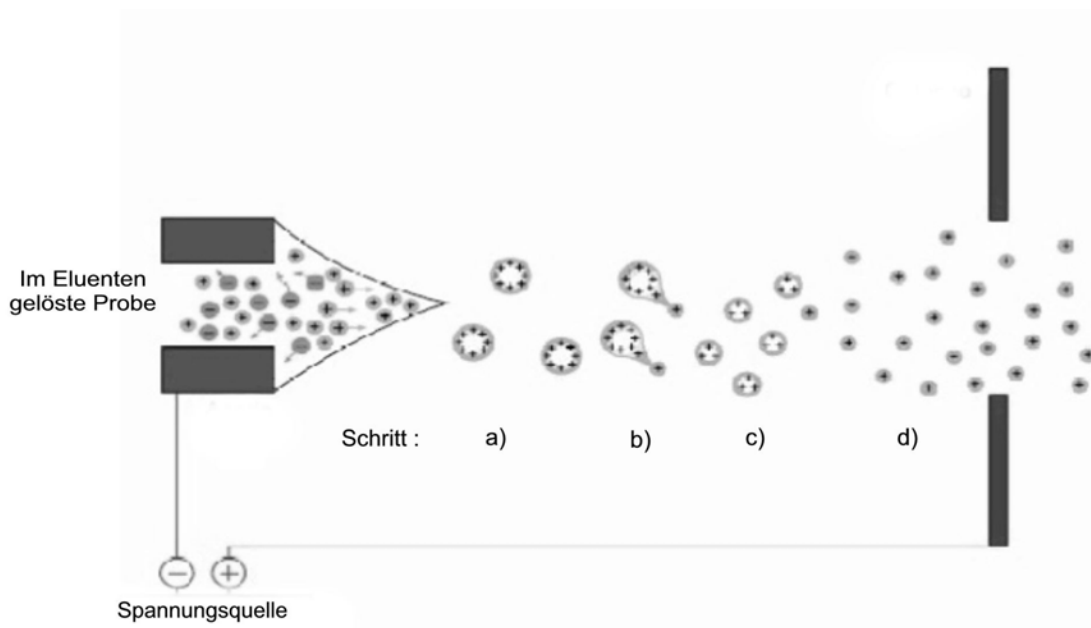 Im Eluenten
gelöste Probe
Schritt : a) b) c) d)
Spannungsquelle